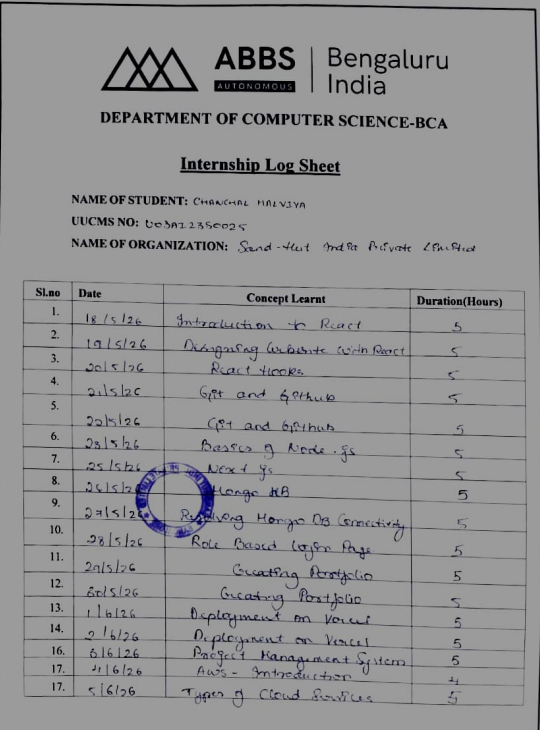 ABBS | Bengaluru
AUTONOMOUS India
DEPARTMENT OF COMPUTER SCIENCE-BCA
Internship Log Sheet
NAME OF STUDENT: CHANCHAL MALVIYA
UUCMS NO: U03AZ23S0025
NAME OF ORGANIZATION: Sand-Hut India Private Limited
Sl.no Date Concept Learnt Duration(Hours)
1. 18/5/26 Introduction to React 5
2. 19/5/26 Designing Website with React 5
3. 20/5/26 React Hooks 5
4. 21/5/26 Git and Github 5
5. 22/5/26 Git and Github 5
6. 23/5/26 Basics of Node.js 5
7. 25/5/26 Next js 5
8. 26/5/26 Mongo DB 5
9. 27/5/26 Resolving Mongo DB Connectivity 5
10. 28/5/26 Role Based Login Page 5
11. 29/5/26 Creating Portfolio 5
12. 30/5/26 Creating Portfolio 5
13. 1/6/26 Deployment on Vercel 5
14. 2/6/26 Deployment on Vercel 5
16. 3/6/26 Project Management System 5
17. 4/6/26 AWS - Introduction 4
17. 5/6/26 Types of Cloud Services 5